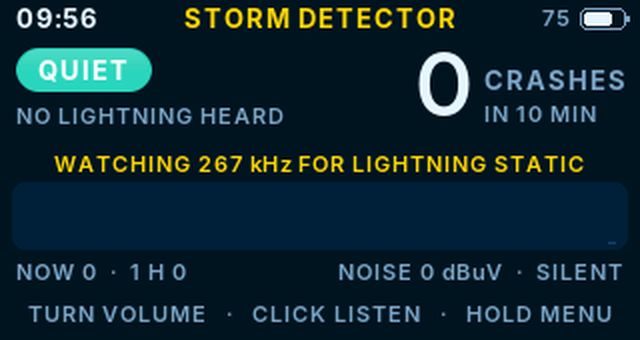 09:56 STORM DETECTOR 75
QUIET
0 CRASHES
IN 10 MIN
NO LIGHTNING HEARD
WATCHING 267 kHz FOR LIGHTNING STATIC
NOW 0 · 1 H 0 NOISE 0 dBuV · SILENT
TURN VOLUME · CLICK LISTEN · HOLD MENU